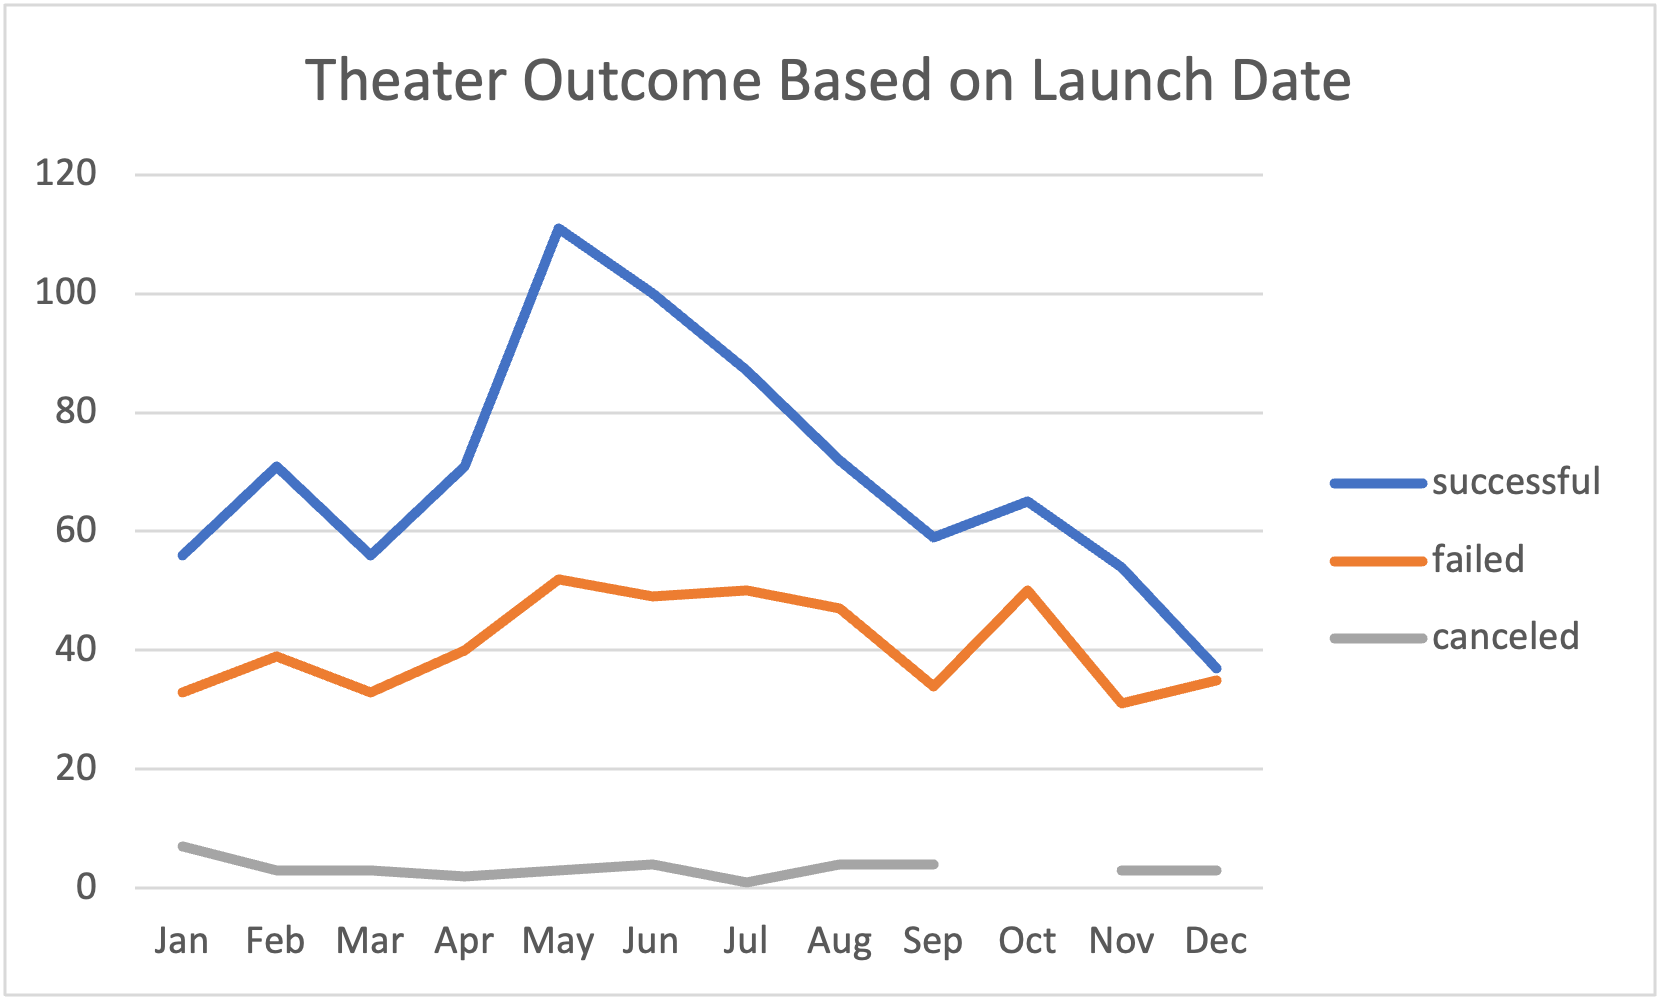 Theater Outcome Based on Launch Date
120
100
80
60
40
20
0
Jan Feb Mar Apr May Jun Jul Aug Sep Oct Nov Dec
successful
failed
canceled